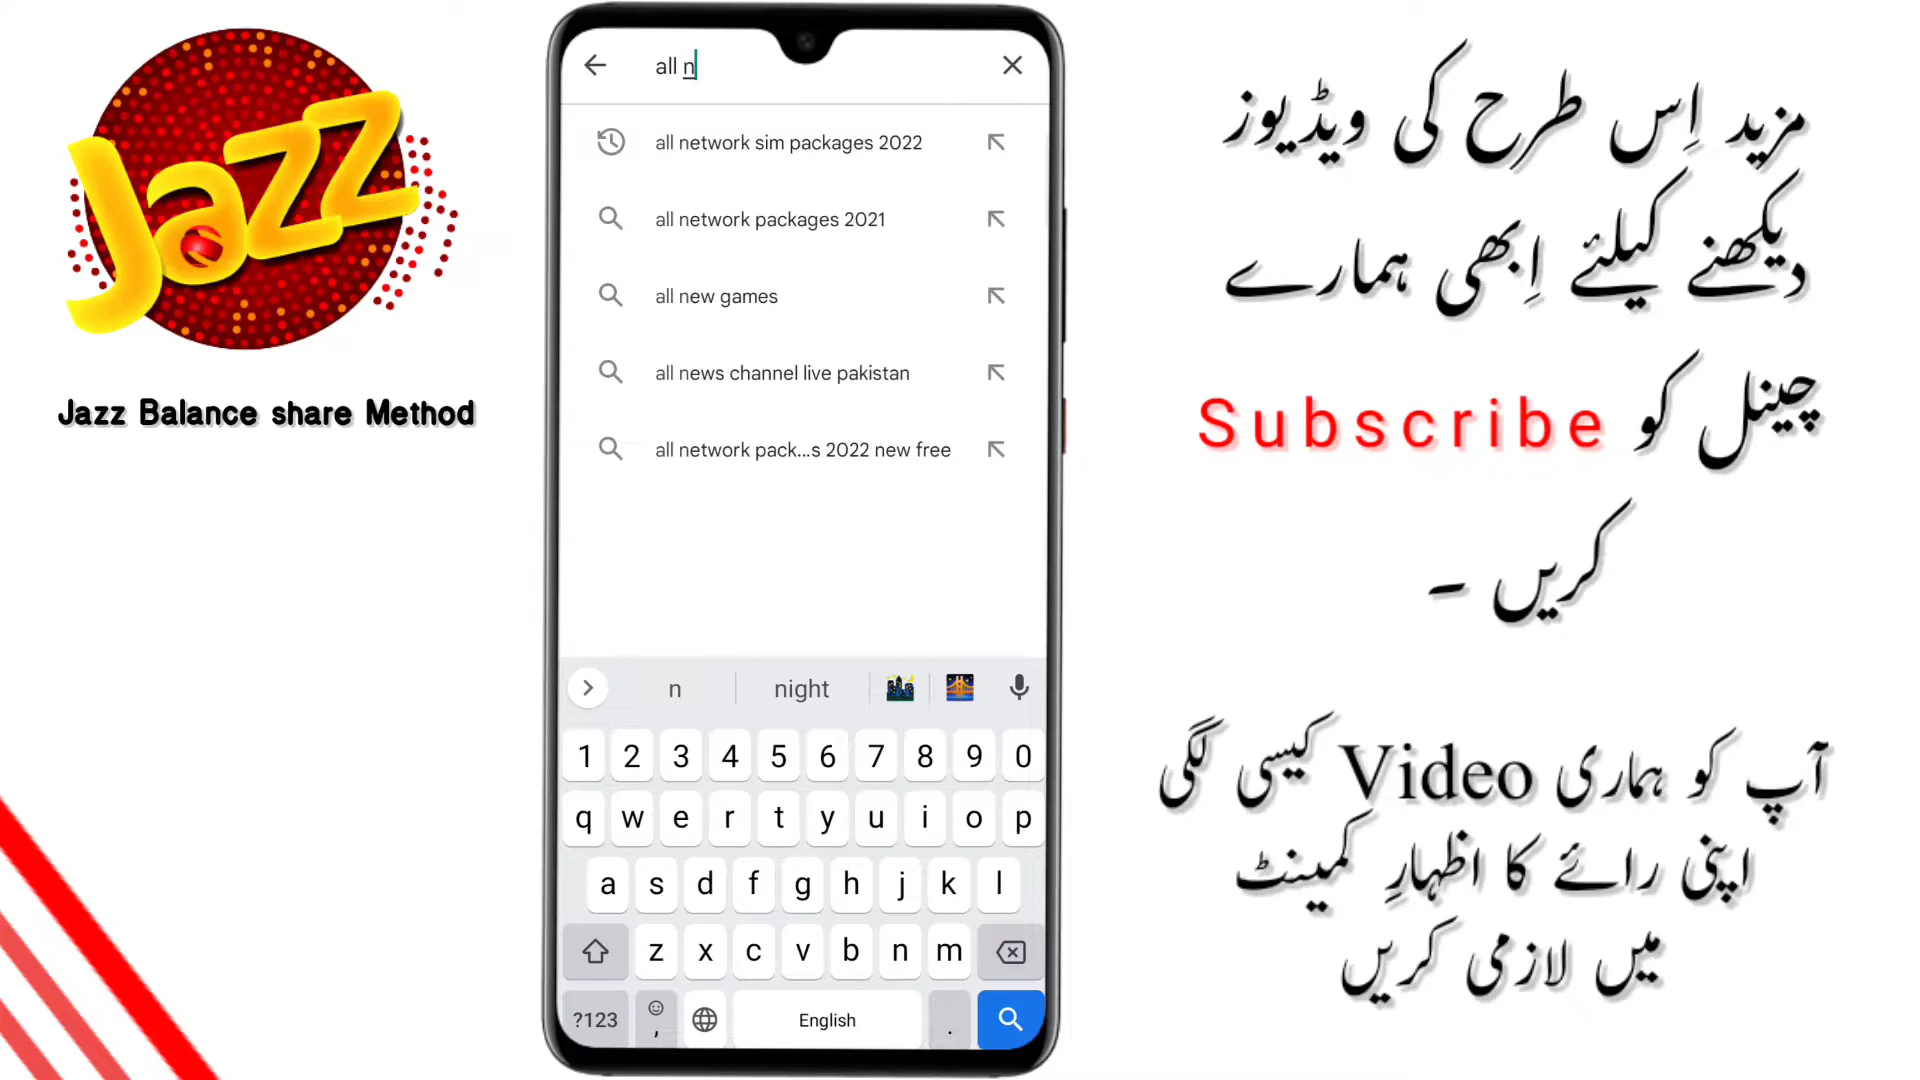 Jazz
Jazz Balance share Method
all n
all network sim packages 2022
all network packages 2021
all new games
all news channel live pakistan
all network pack...s 2022 new free
n night
1 2 3 4 5 6 7 8 9 0
q w e r t y u i o p
a s d f g h j k l
z x c v b n m
?123 , English .
مزید اِس طرح کی ویڈیوز
دیکھنے کیلئے اِبھی ہمارے
چینل کو Subscribe
کریں ۔
آپ کو ہماری Video کیسی لگی
اپنی رائے کا اظہارِ کمینٹ
میں لازمی کریں